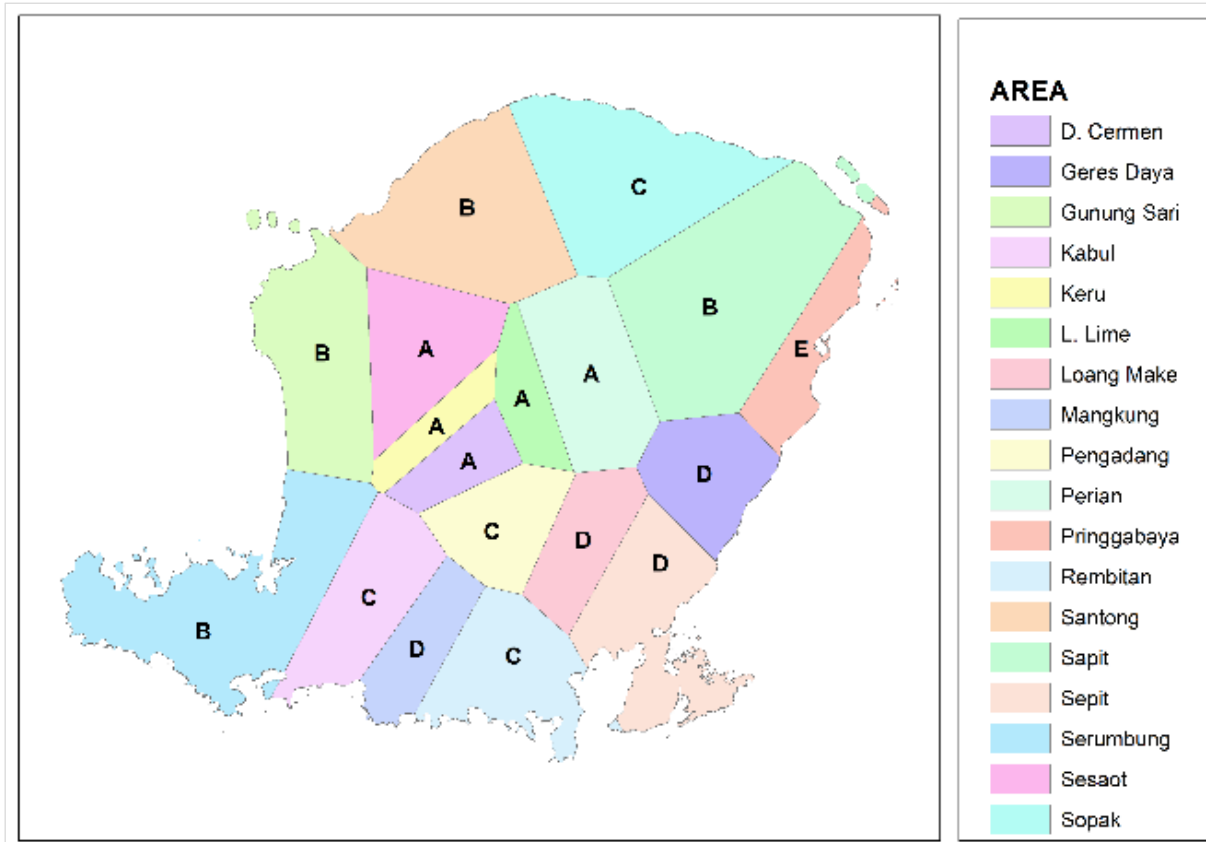 C
B
B
B
A
A
E
A
A
A
D
C
D
D
C
B
D
C
AREA
D. Cermen
Geres Daya
Gunung Sari
Kabul
Keru
L. Lime
Loang Make
Mangkung
Pengadang
Perian
Pringgabaya
Rembitan
Santong
Sapit
Sepit
Serumbung
Sesaot
Sopak